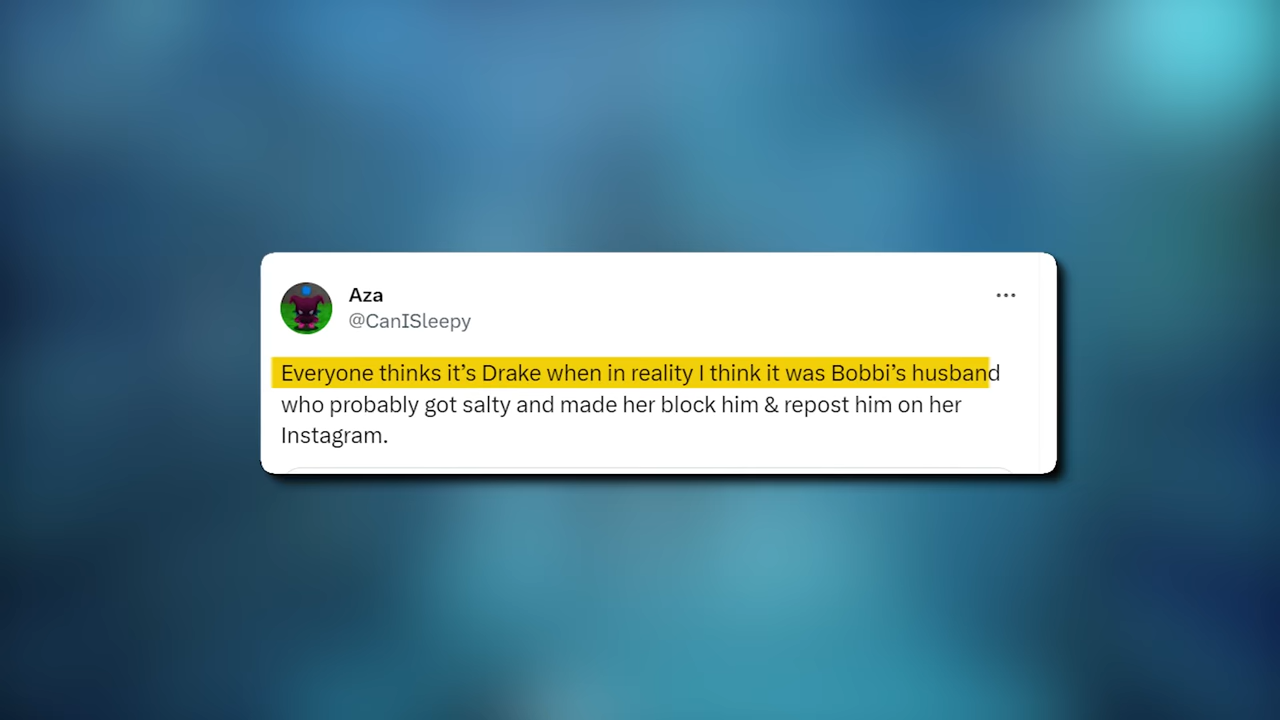 Aza
@CanISleepy
Everyone thinks it’s Drake when in reality I think it was Bobbi’s husband
who probably got salty and made her block him & repost him on her
Instagram.